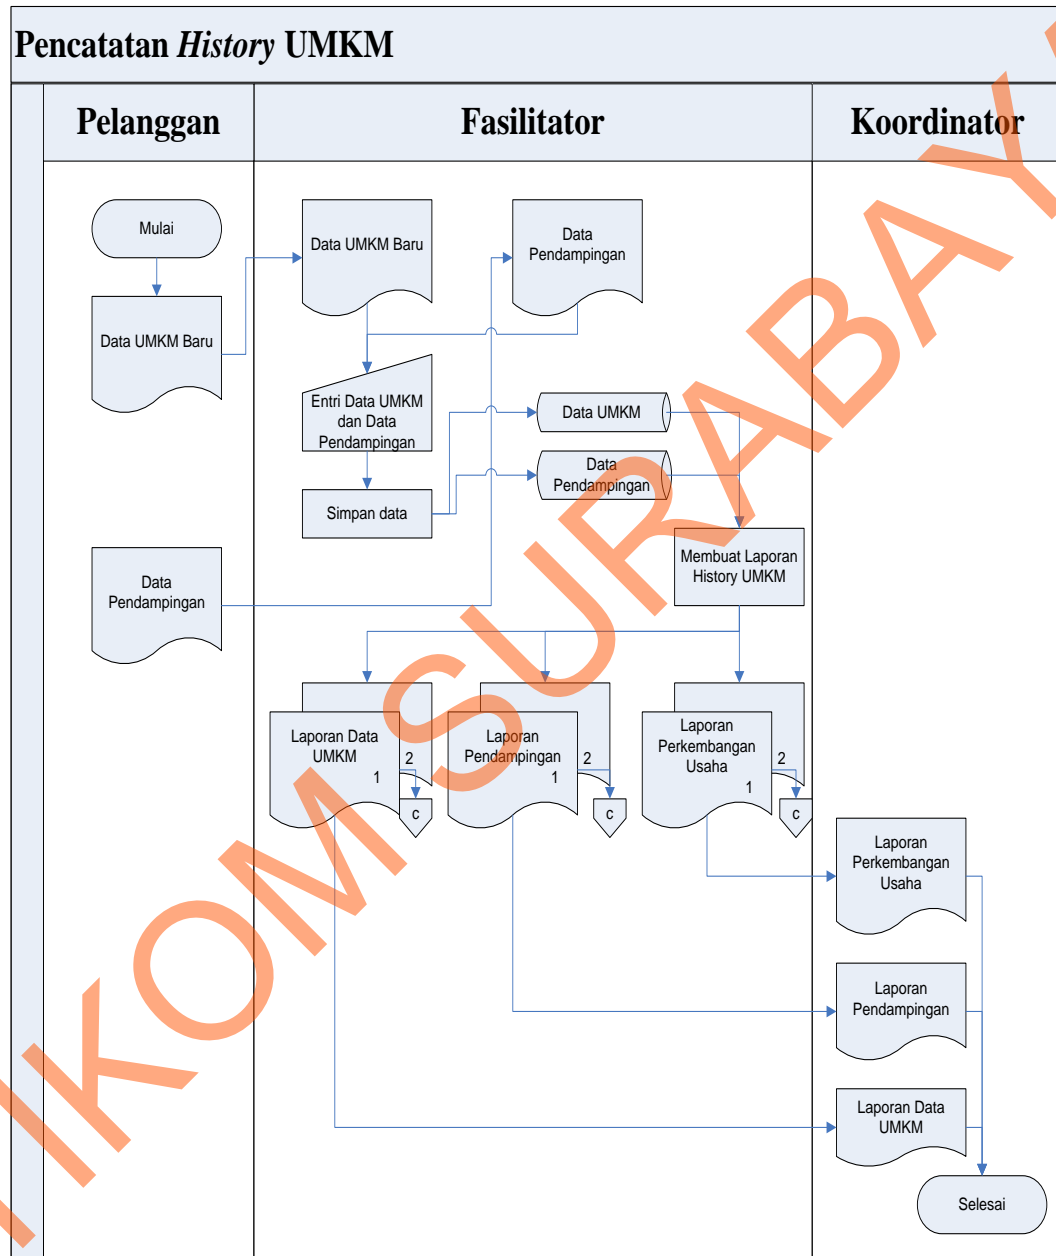 Pencatatan History UMKM
Pelanggan
Fasilitator
Koordinator
Mulai
Data UMKM Baru
Data
Pendampingan
Data UMKM Baru
Data
Pendampingan
Entri Data UMKM
dan Data
Pendampingan
Simpan data
Data UMKM
Data
Pendampingan
Membuat Laporan
History UMKM
Laporan Data
UMKM
1
2
c
Laporan
Pendampingan
1
2
c
Laporan
Perkembangan
Usaha
1
2
c
Laporan
Perkembangan
Usaha
Laporan
Pendampingan
Laporan Data
UMKM
Selesai
IKOM SURABAYA